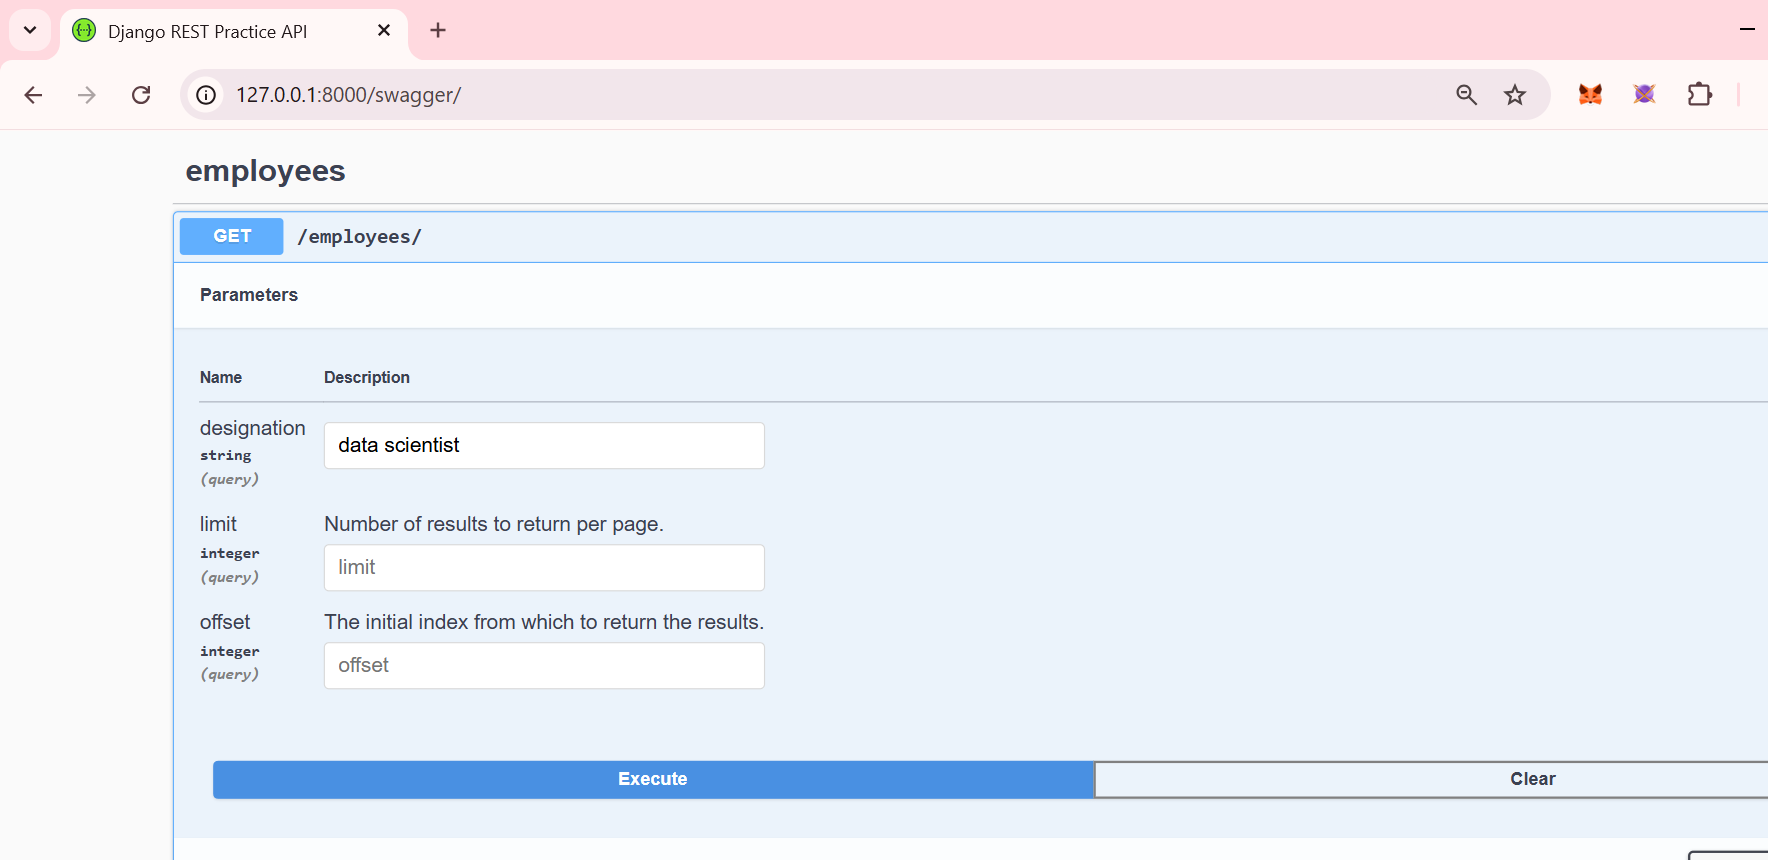 Django REST Practice API
127.0.0.1:8000/swagger/
employees
GET /employees/
Parameters
Name Description
designation
string
(query)
data scientist
limit
integer
(query)
Number of results to return per page.
limit
offset
integer
(query)
The initial index from which to return the results.
offset
Execute Clear